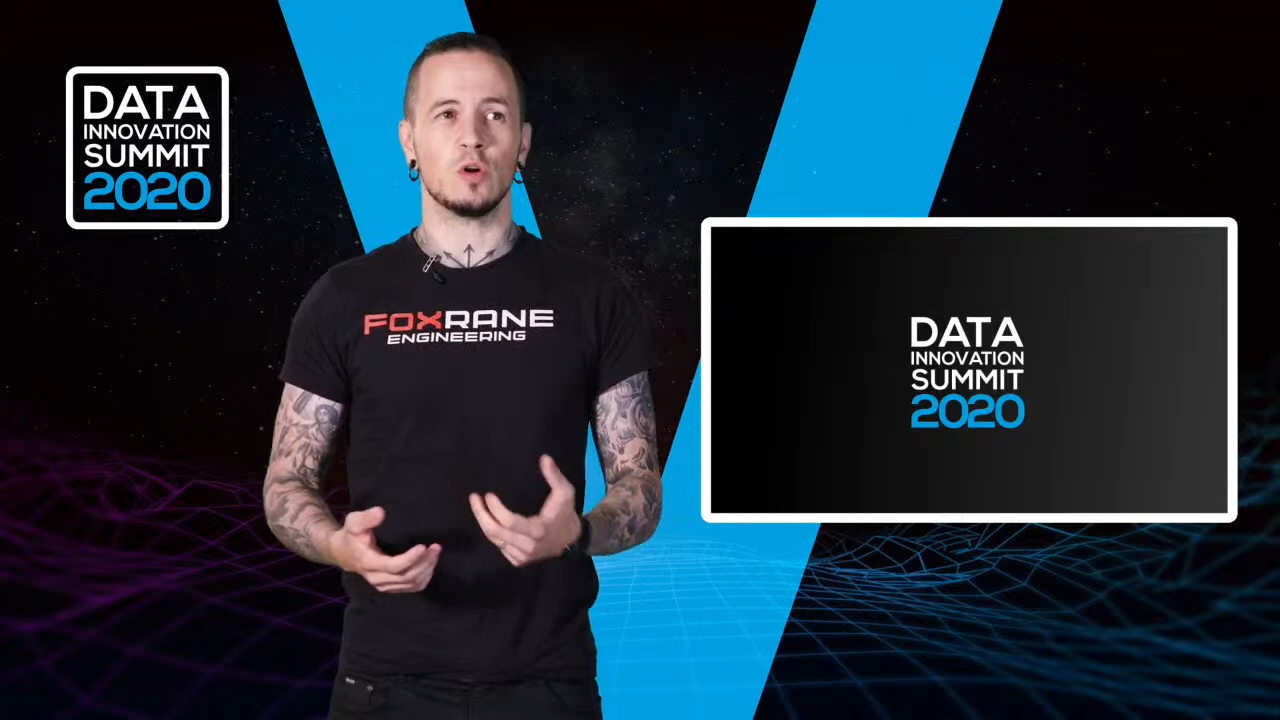 DATA
INNOVATION
SUMMIT
2020
FOXRANE
ENGINEERING
DATA
INNOVATION
SUMMIT
2020